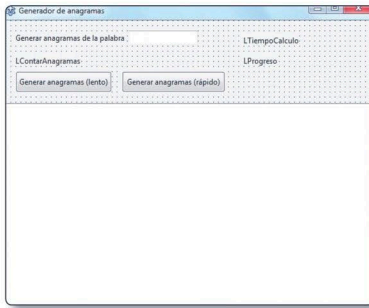 Generador de anagramas
Generar anagramas de la palabra
LTiempoCalculo
LContarAnagramas
LProgreso
Generar anagramas (lento)
Generar anagramas (rápido)